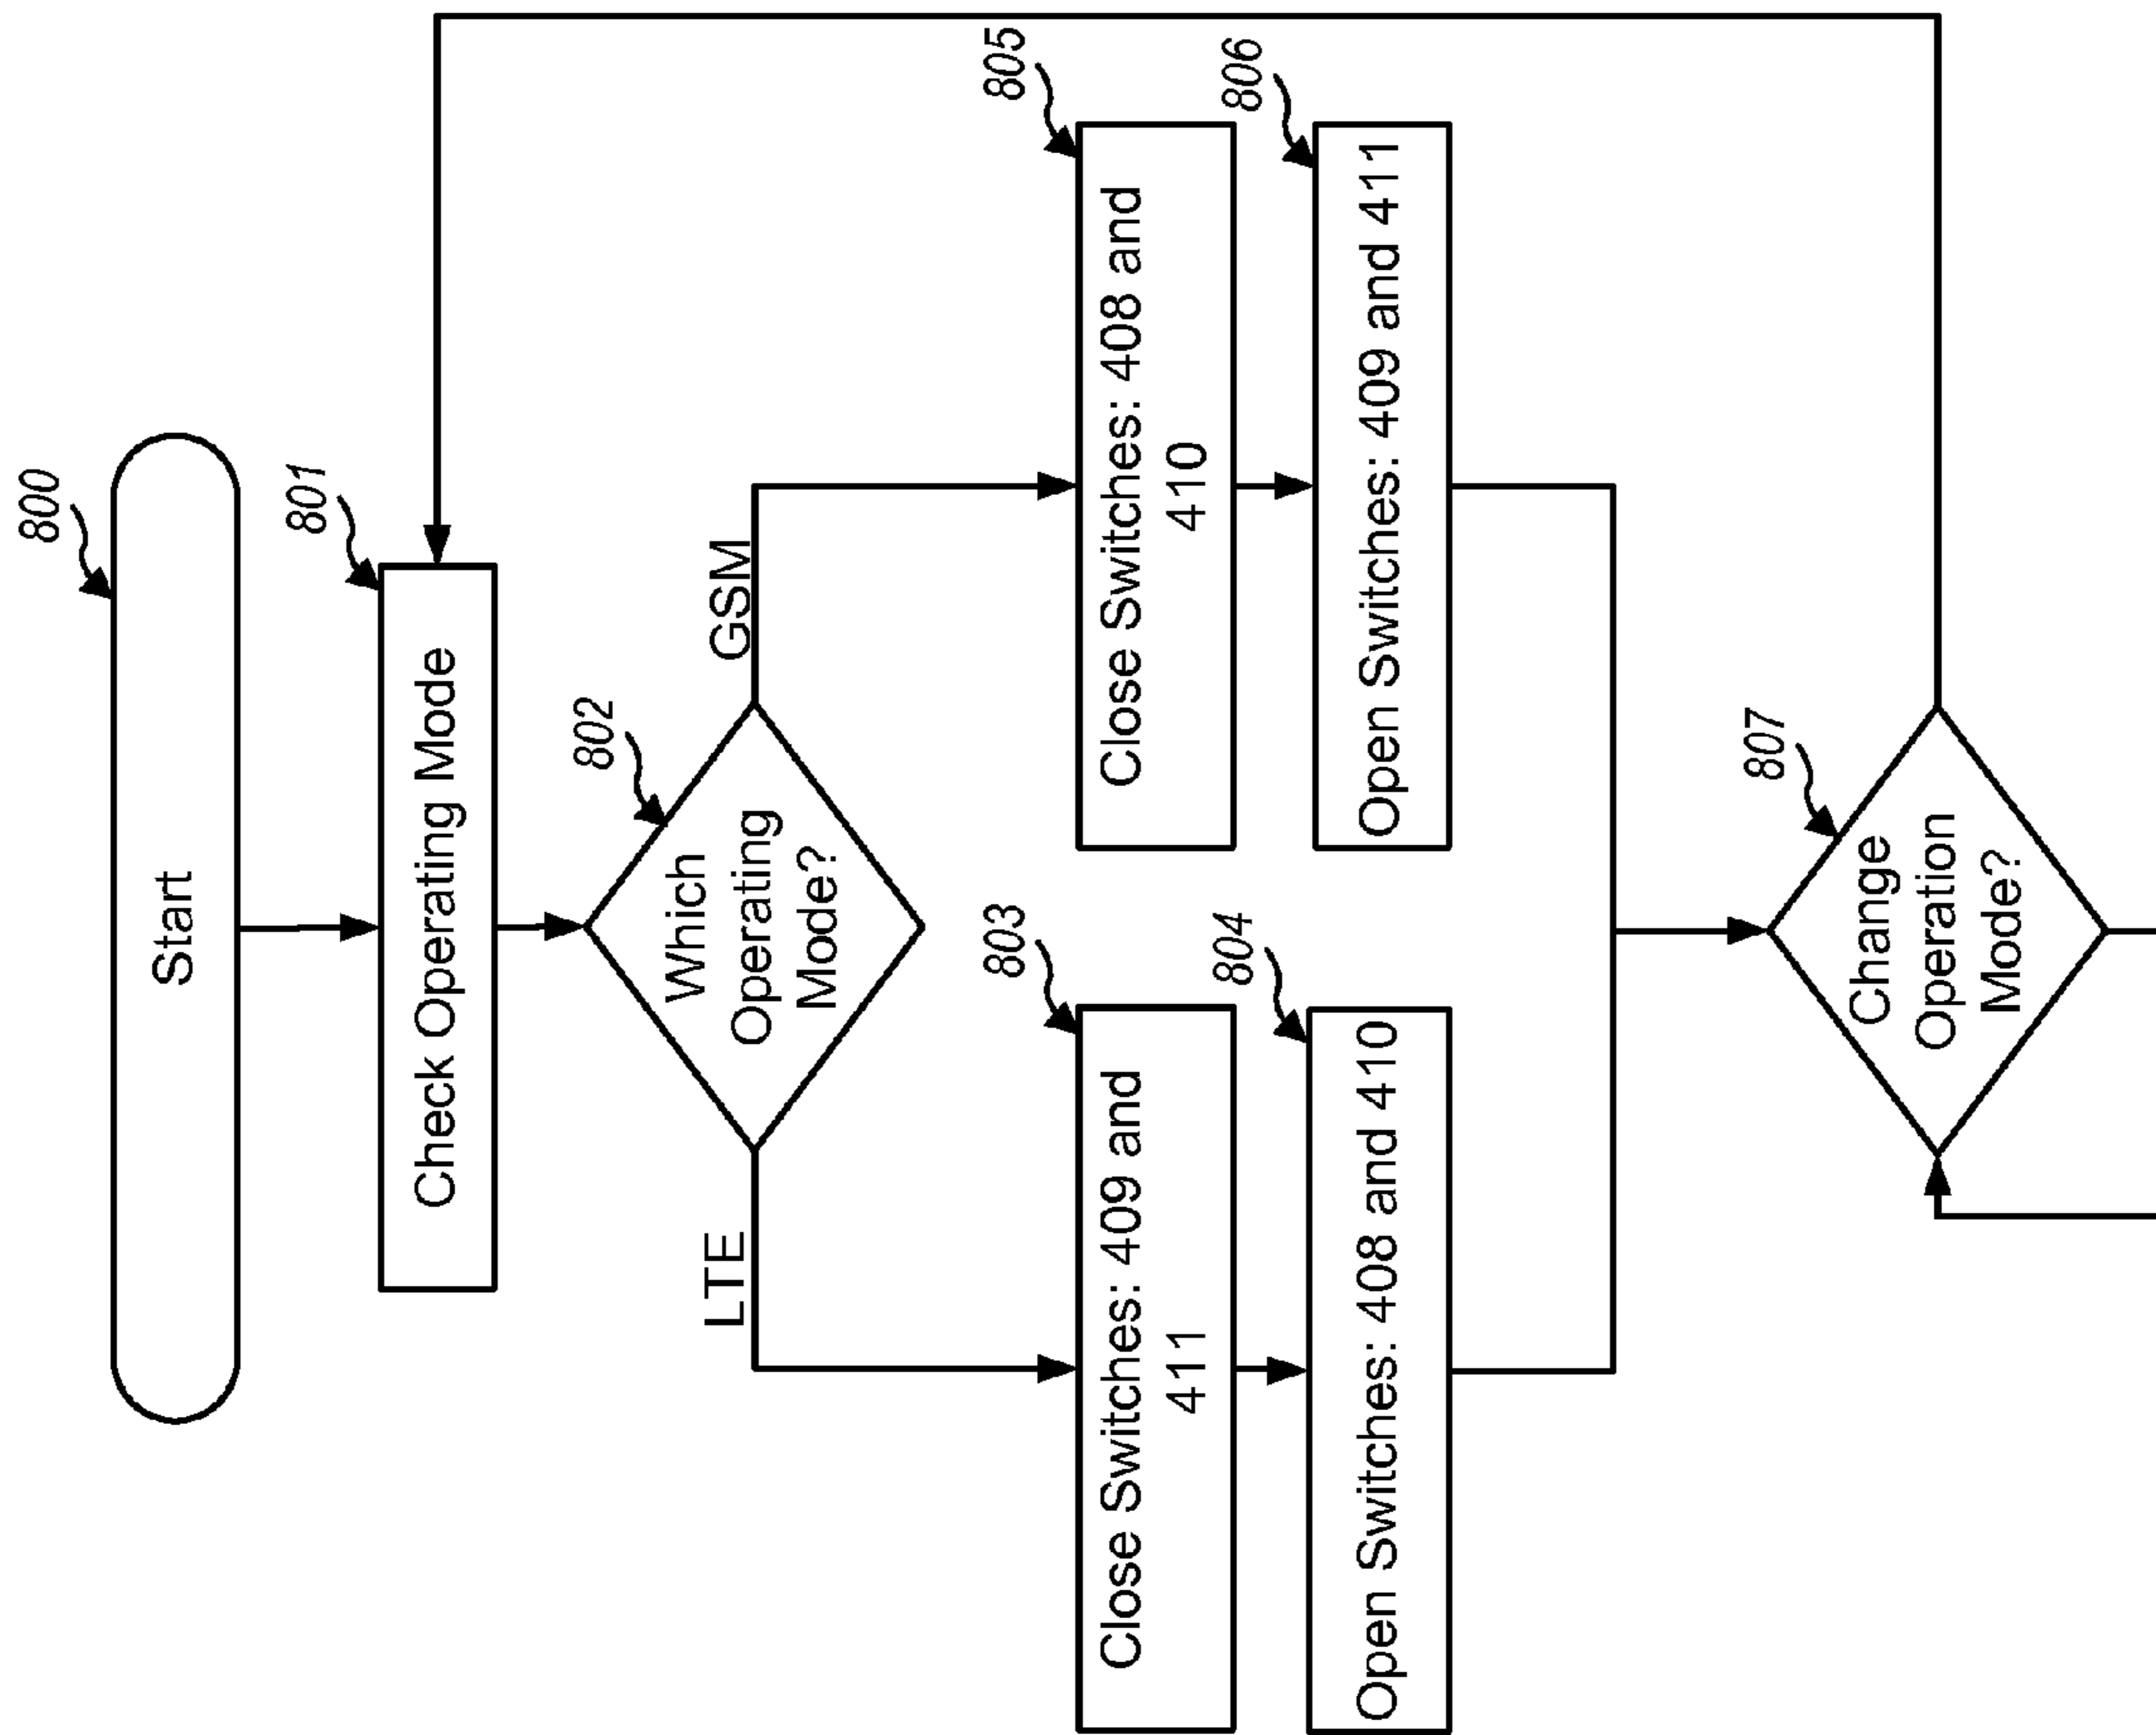 800
Start
801
Check Operating Mode
802
Which
Operating
Mode?
LTE
GSM
803
Close Switches: 409 and
411
804
Open Switches: 408 and 410
805
Close Switches: 408 and
410
806
Open Switches: 409 and 411
807
Change
Operation
Mode?